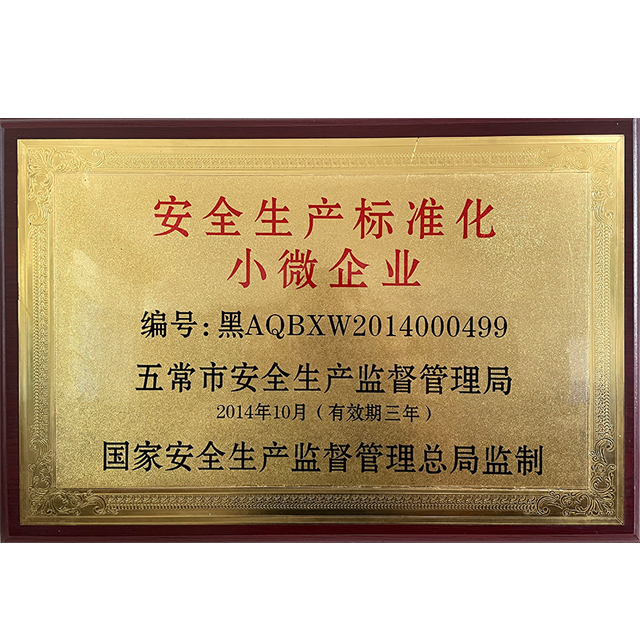 安全生产标准化
小微企业
编号:黑AQBXW2014000499
五常市安全生产监督管理局
2014年10月(有效期三年)
国家安全生产监督管理总局监制